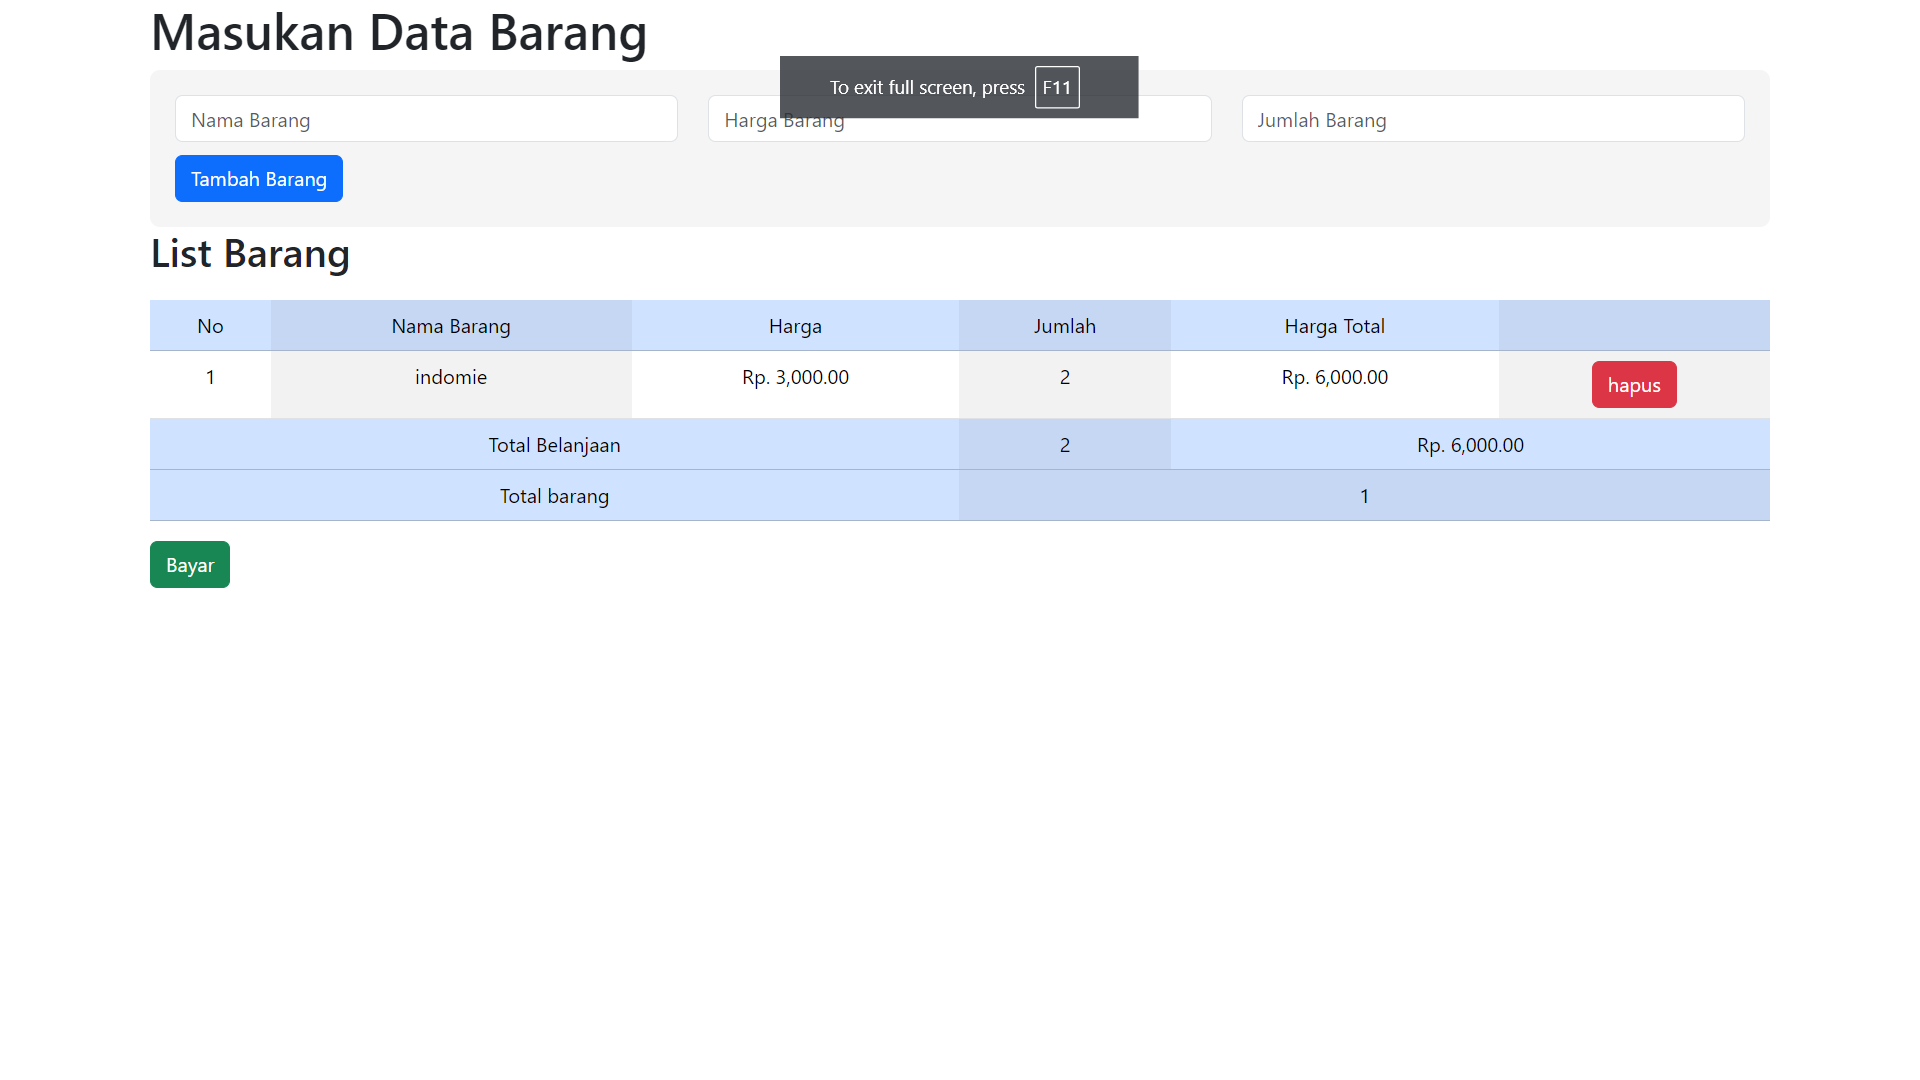 Masukan Data Barang
To exit full screen, press F11
Nama Barang Harga Barang Jumlah Barang
Tambah Barang
List Barang
No Nama Barang Harga Jumlah Harga Total
1 indomie Rp. 3,000.00 2 Rp. 6,000.00 hapus
Total Belanjaan 2 Rp. 6,000.00
Total barang 1
Bayar